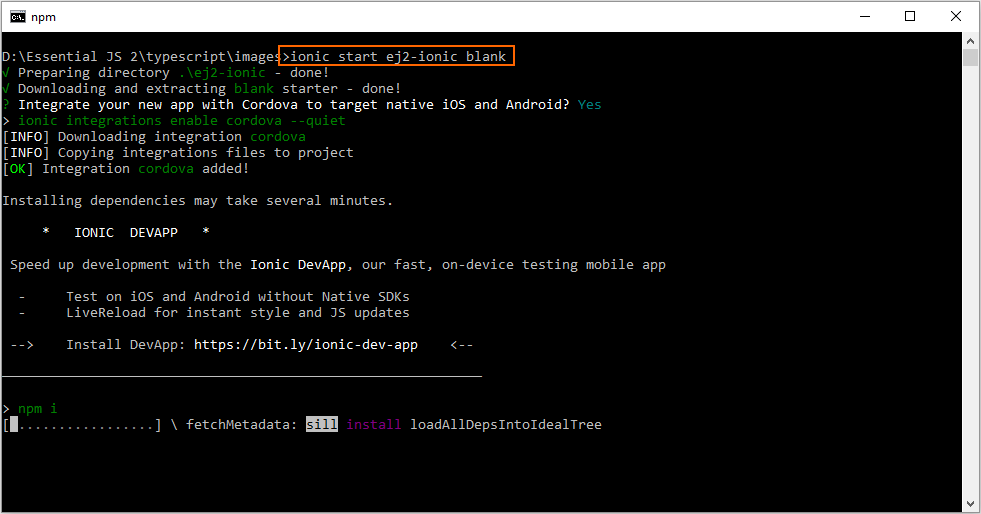 npm
D:\Essential JS 2\typescript\images>ionic start ej2-ionic blank
√ Preparing directory .\ej2-ionic - done!
√ Downloading and extracting blank starter - done!
? Integrate your new app with Cordova to target native iOS and Android? Yes
> ionic integrations enable cordova --quiet
[INFO] Downloading integration cordova
[INFO] Copying integrations files to project
[OK] Integration cordova added!
Installing dependencies may take several minutes.
* IONIC DEVAPP *
Speed up development with the Ionic DevApp, our fast, on-device testing mobile app
- Test on iOS and Android without Native SDKs
- LiveReload for instant style and JS updates
--> Install DevApp: https://bit.ly/ionic-dev-app <--
> npm i
[ .................] \ fetchMetadata: sill install loadAllDepsIntoIdealTree